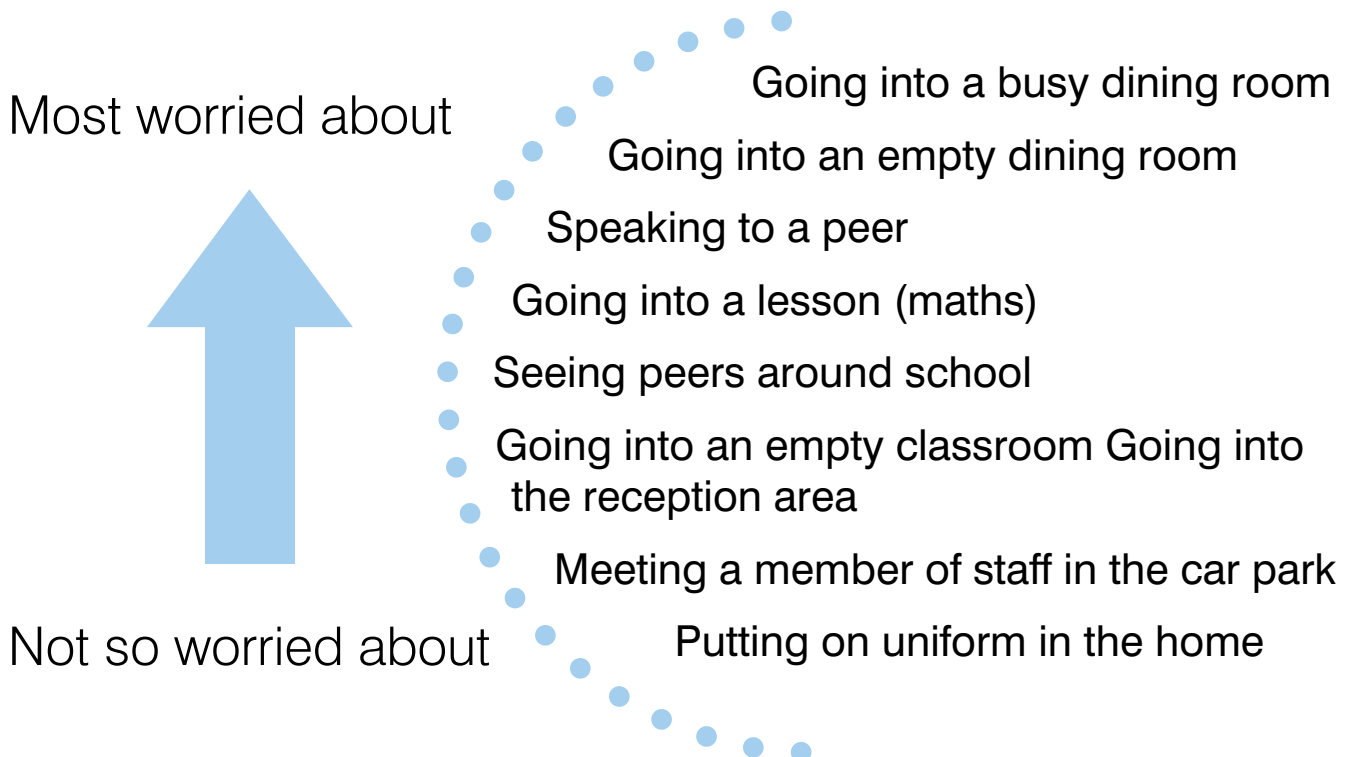 Most worried about
Not so worried about
Going into a busy dining room
Going into an empty dining room
Speaking to a peer
Going into a lesson (maths)
Seeing peers around school
Going into an empty classroom Going into
the reception area
Meeting a member of staff in the car park
Putting on uniform in the home